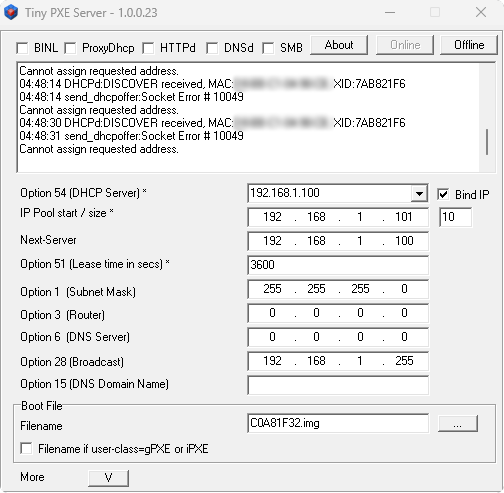 Tiny PXE Server - 1.0.0.23
BINL ProxyDhcp HTTPd DNSd SMB About Online Offline
Cannot assign requested address.
04:48:14 DHCPd:DISCOVER received, MAC: XID:7AB821F6
04:48:14 send_dhcpoffer:Socket Error # 10049
Cannot assign requested address.
04:48:30 DHCPd:DISCOVER received, MAC: XID:7AB821F6
04:48:31 send_dhcpoffer:Socket Error # 10049
Cannot assign requested address.
Option 54 (DHCP Server) * 192.168.1.100 Bind IP
IP Pool start / size * 192 . 168 . 1 . 101 10
Next-Server 192 . 168 . 1 . 100
Option 51 (Lease time in secs) * 3600
Option 1 (Subnet Mask) 255 . 255 . 255 . 0
Option 3 (Router) 0 . 0 . 0 . 0
Option 6 (DNS Server) 0 . 0 . 0 . 0
Option 28 (Broadcast) 192 . 168 . 1 . 255
Option 15 (DNS Domain Name)
Boot File
Filename C0A81F32.img ...
Filename if user-class=gPXE or iPXE
More V